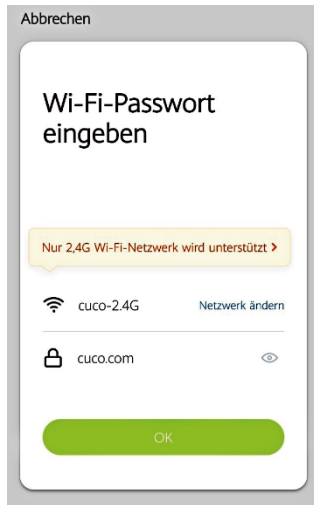 Abbrechen
Wi-Fi-Passwort
eingeben
Nur 2,4G Wi-Fi-Netzwerk wird unterstützt >
cuco-2.4G Netzwerk ändern
cuco.com
OK